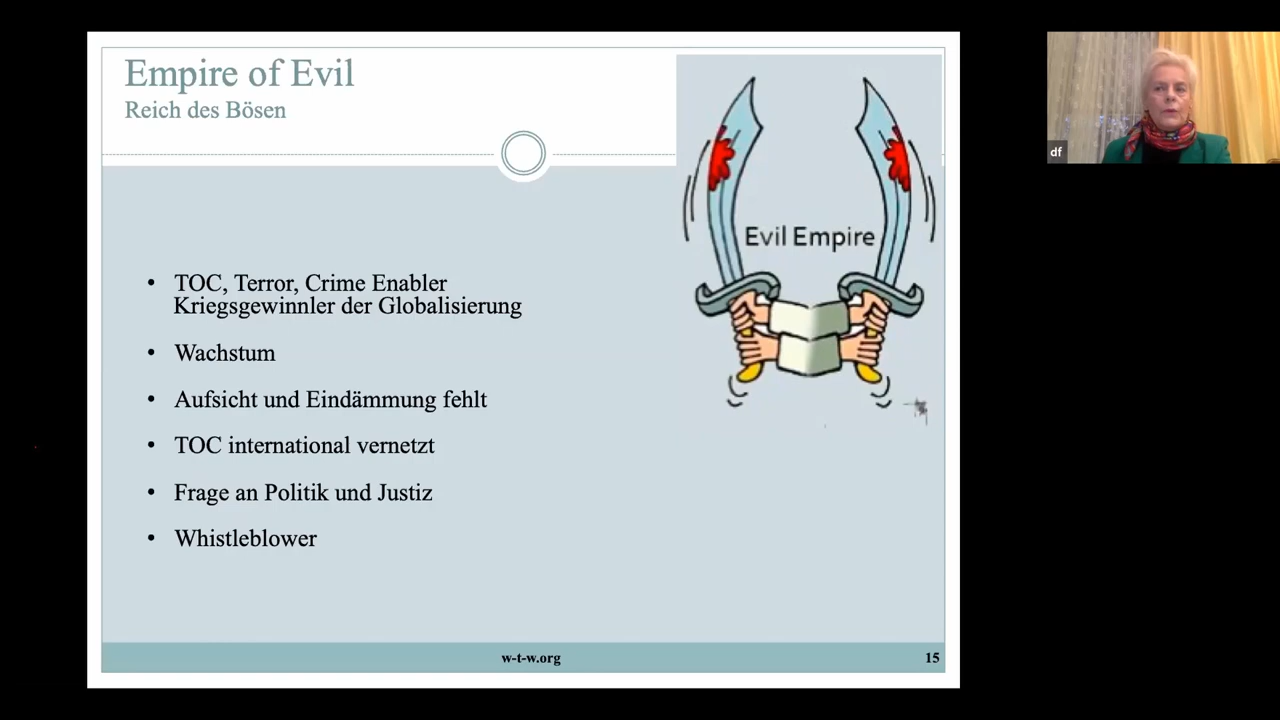 Empire of Evil
Reich des Bösen
Evil Empire
• TOC, Terror, Crime Enabler
Kriegsgewinnler der Globalisierung
• Wachstum
• Aufsicht und Eindämmung fehlt
• TOC international vernetzt
• Frage an Politik und Justiz
• Whistleblower
w-t-w.org
15
df